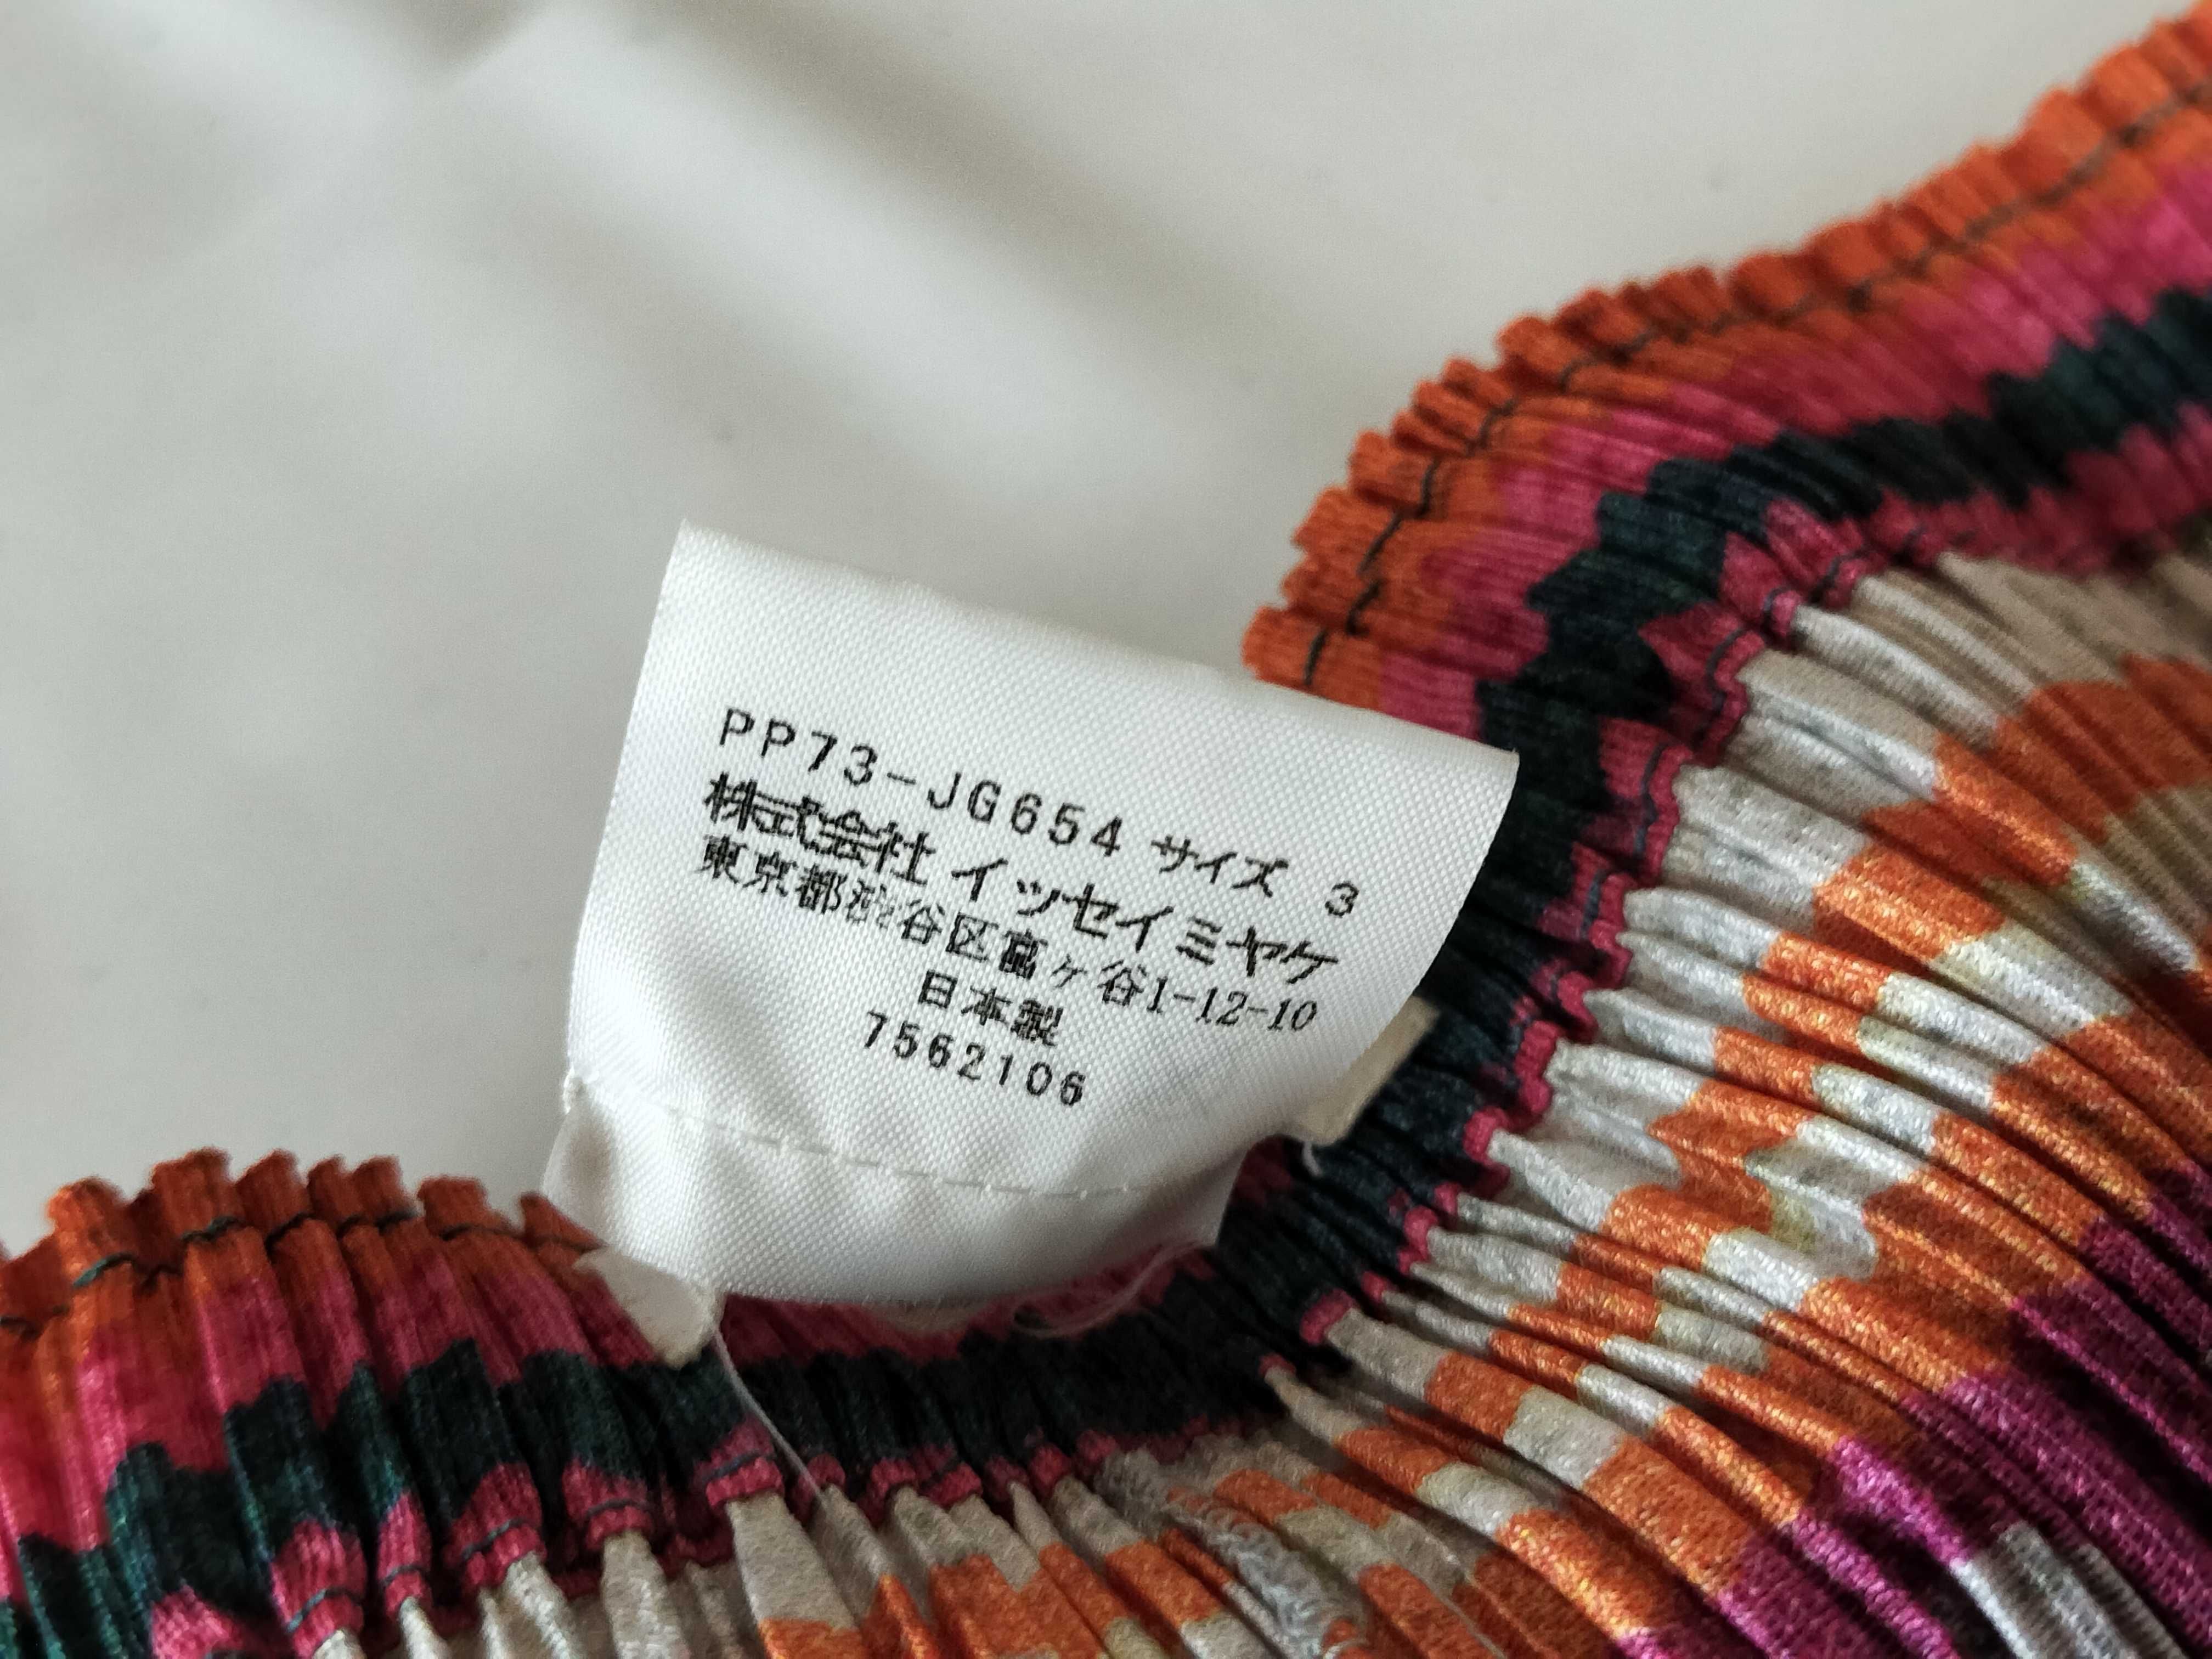 PP73-JG654 サイズ 3
株式会社 イッセイミヤケ
東京都渋谷区富ヶ谷1-12-10
日本製
7562106